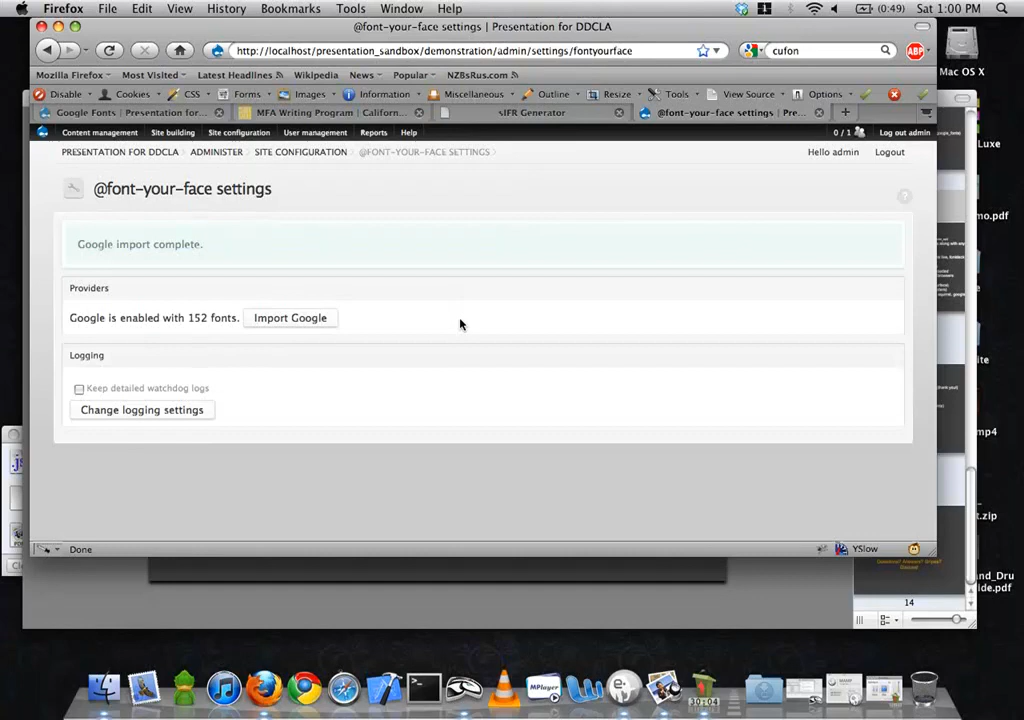 Firefox File Edit View History Bookmarks Tools Window Help (0:49) Sat 1:00 PM
@font-your-face settings | Presentation for DDCLA
http://localhost/presentation_sandbox/demonstration/admin/settings/fontyourface cufon ABP
Mac OS X
Mozilla Firefox Most Visited Latest Headlines Wikipedia News Popular NZBsRus.com
Disable Cookies CSS Forms Images Information Miscellaneous Outline Resize Tools View Source Options
Google Fonts | Presentation for... MFA Writing Program | Californ... sIFR Generator @font-your-face settings | Pre...
Content management Site building Site configuration User management Reports Help 0 / 1 Log out admin
Luxe
PRESENTATION FOR DDCLA ADMINISTER SITE CONFIGURATION @FONT-YOUR-FACE SETTINGS Hello admin Logout
@font-your-face settings
mo.pdf
Google import complete.
Providers
Google is enabled with 152 fonts. Import Google
Logging
ite
Keep detailed watchdog logs
Change logging settings
mp4
t.zip
Done YSlow
and_Dru
ide.pdf
14
MPlayer
30:04